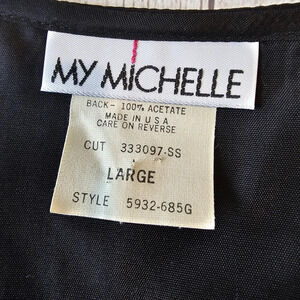 MY MICHELLE
BACK- 100% ACETATE
MADE IN U S A
CARE ON REVERSE
CUT 333097-SS
LARGE
STYLE 5932-685G